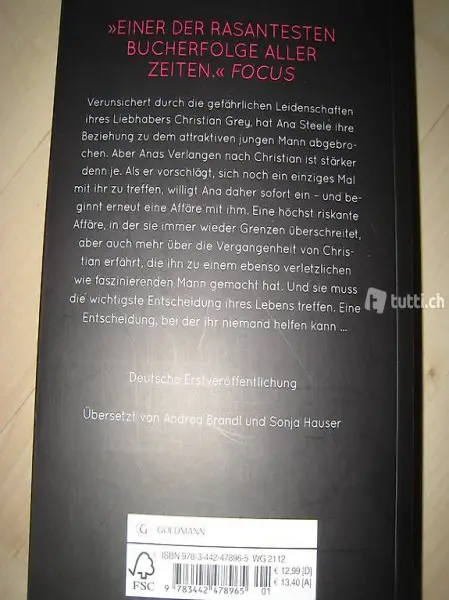 »EINER DER RASANTESTEN
BUCHERFOLGE ALLER
ZEITEN.« FOCUS
Verunsichert durch die gefährlichen Leidenschaften
ihres Liebhabers Christian Grey, hat Ana Steele ihre
Beziehung zu dem attraktiven jungen Mann abgebro-
chen. Aber Anas Verlangen nach Christian ist stärker
denn je. Als er vorschlägt, sich noch ein einziges Mal
mit ihr zu treffen, willigt Ana daher sofort ein – und be-
ginnt erneut eine Affäre mit ihm. Eine höchst riskante
Affäre, in der sie immer wieder Grenzen überschreitet,
aber auch mehr über die Vergangenheit von Chris-
tian erfährt, die ihn zu einem ebenso verletzlichen
wie faszinierenden Mann gemacht hat. Und sie muss
die wichtigste Entscheidung ihres Lebens treffen. Eine
Entscheidung, bei der ihr niemand helfen kann ...
tutti.ch
Deutsche Erstveröffentlichung
Übersetzt von Andrea Brandl und Sonja Hauser
G GOLDMANN
ISBN 978-3-442-47896-5 WG 2112
€ 12,99 [D]
€ 13,40 [A]
FSC
9 783442 478965 01